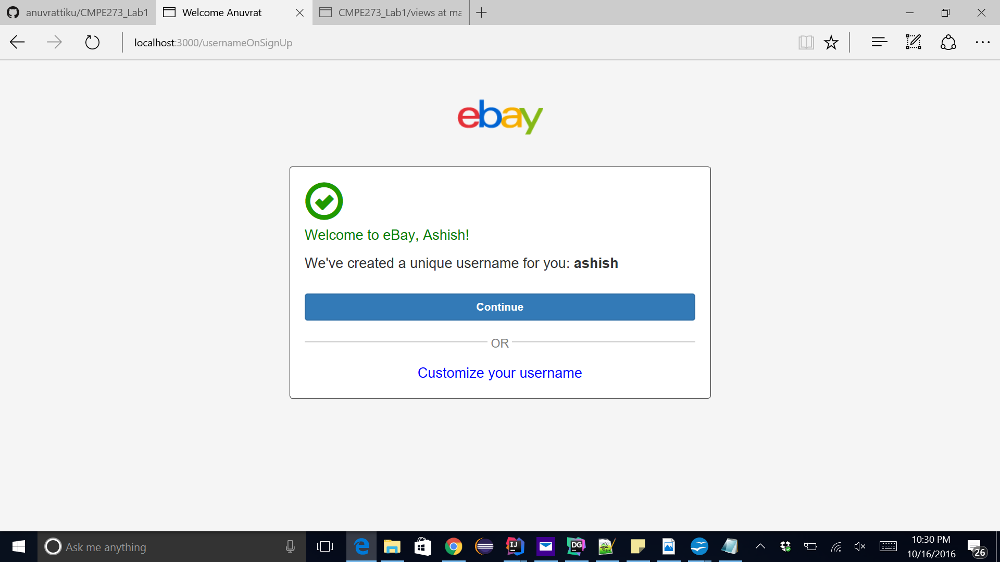 anuvrattiku/CMPE273_Lab1
Welcome Anuvrat
CMPE273_Lab1/views at ma
localhost:3000/usernameOnSignUp
ebay
Welcome to eBay, Ashish!
We've created a unique username for you: ashish
Continue
OR
Customize your username
Ask me anything
IJ
DG
10:30 PM
10/16/2016
26